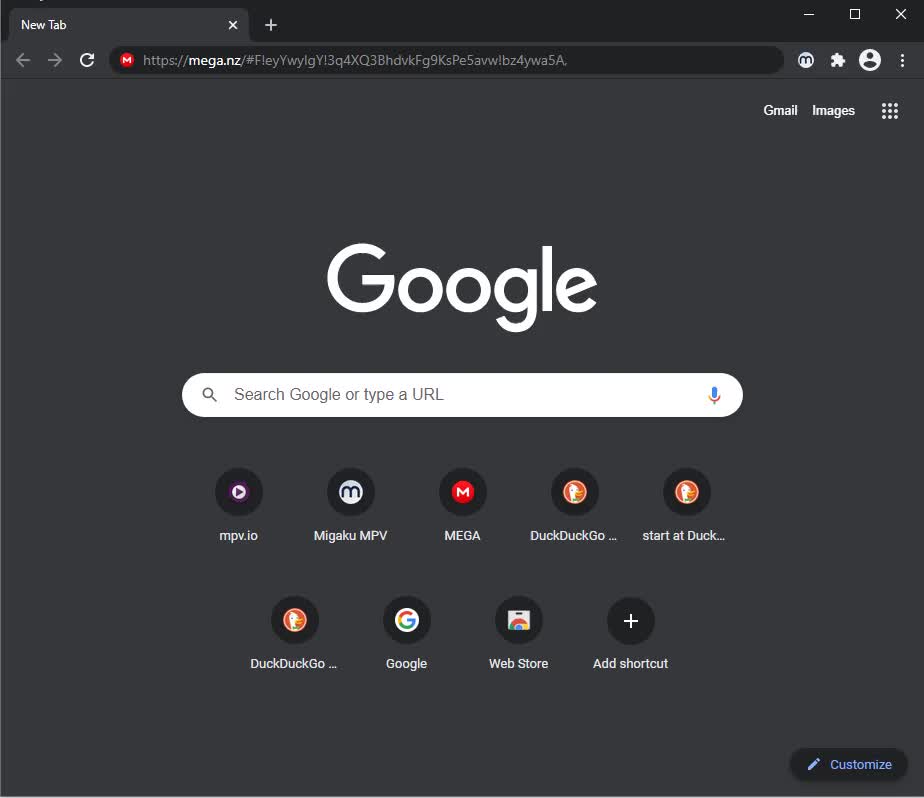 New Tab
https://mega.nz/#F!eyYwyIgY!3q4XQ3BhdvkFg9KsPe5avw!bz4ywa5A,
Gmail Images
Google
Search Google or type a URL
mpv.io Migaku MPV MEGA DuckDuckGo ... start at Duck...
DuckDuckGo ... Google Web Store Add shortcut
Customize